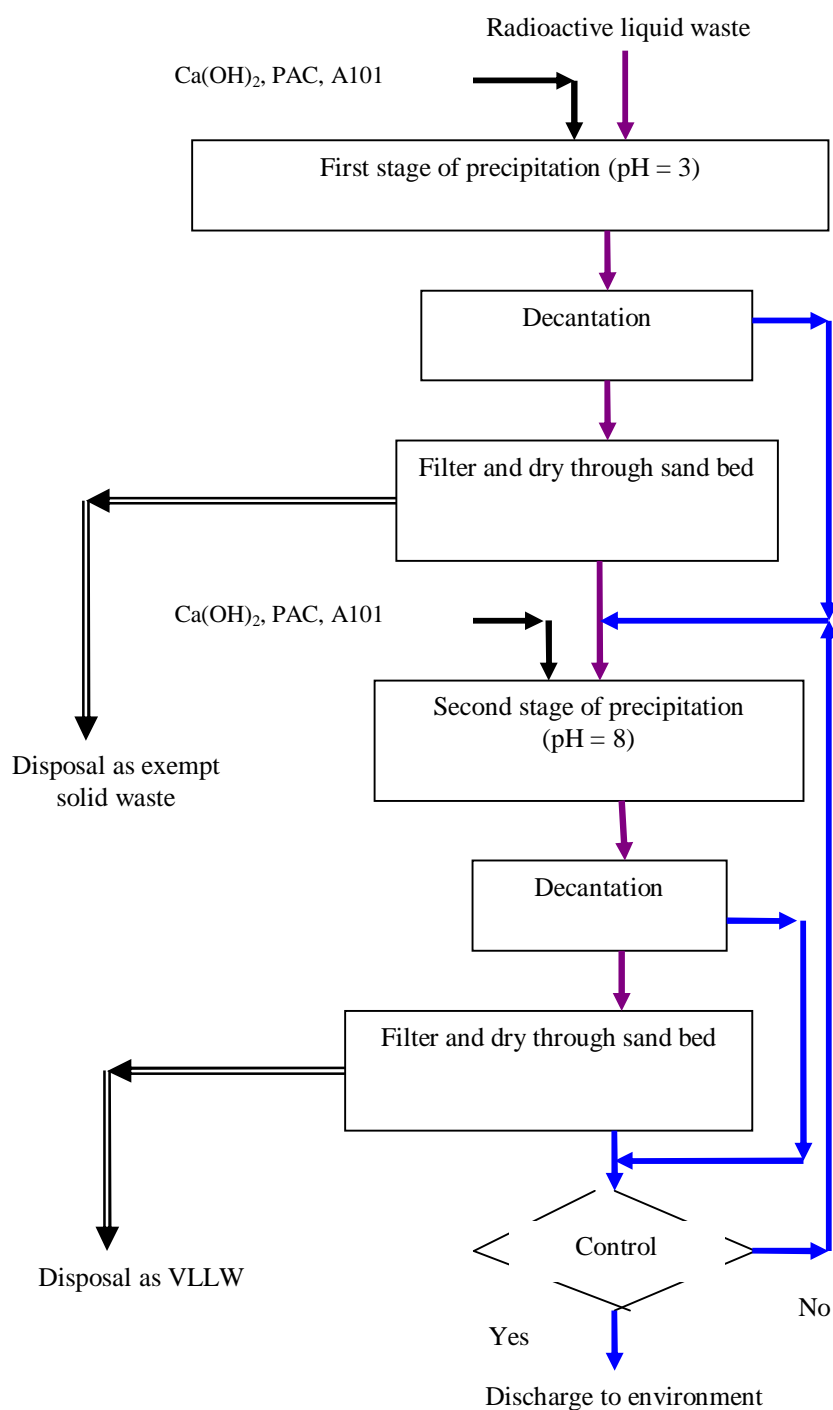 Radioactive liquid waste
Ca(OH)₂, PAC, A101
First stage of precipitation (pH = 3)
Decantation
Filter and dry through sand bed
Ca(OH)₂, PAC, A101
Second stage of precipitation
(pH = 8)
Disposal as exempt
solid waste
Decantation
Filter and dry through sand bed
Control
Disposal as VLLW
No
Yes
Discharge to environment